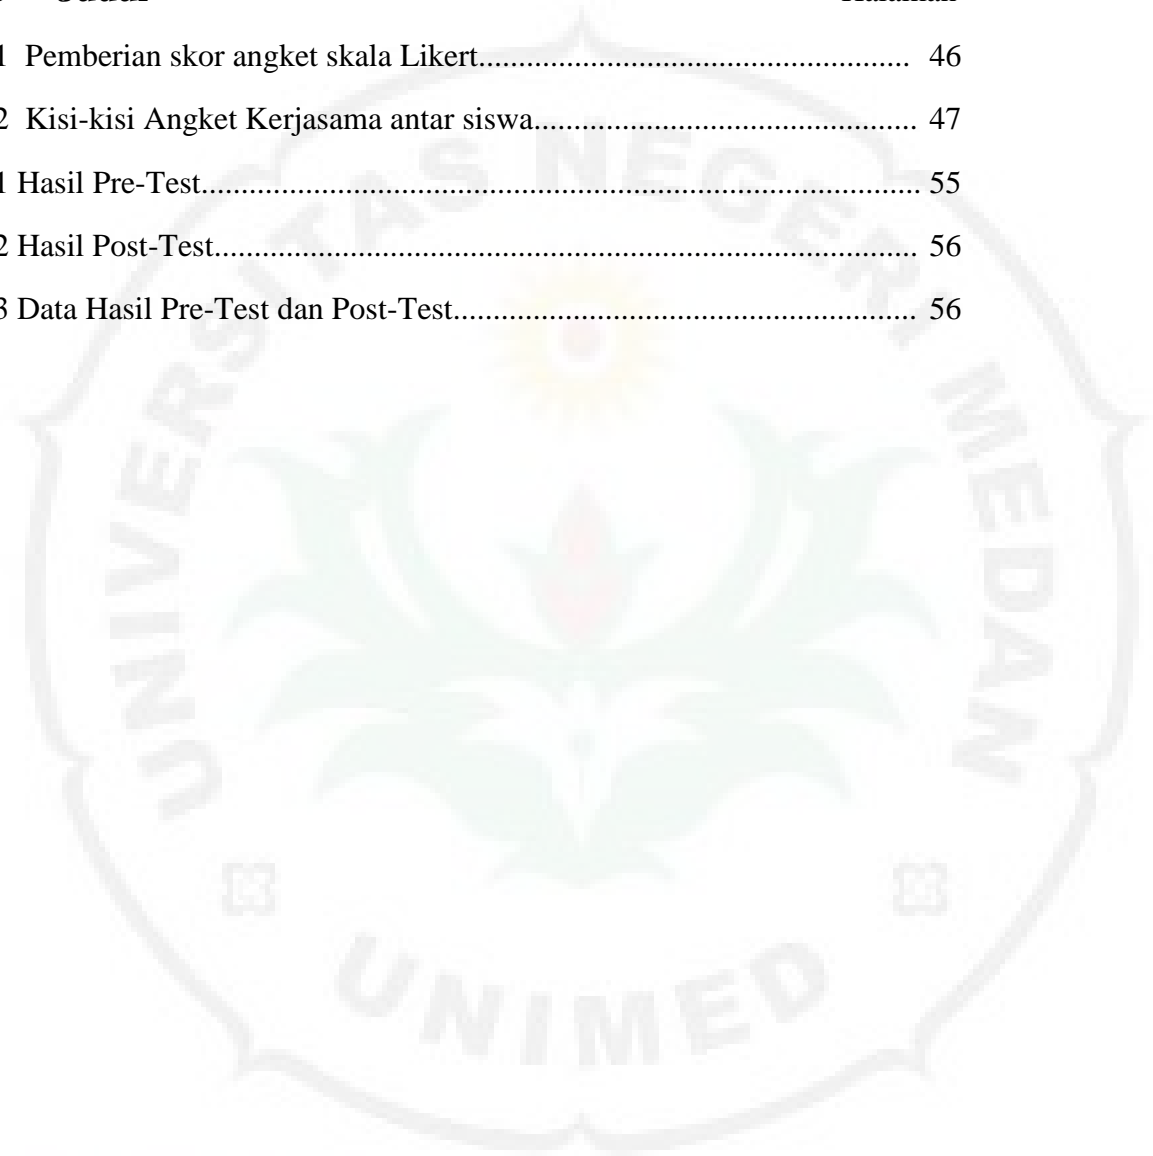 1 Pemberian skor angket skala Likert..................................................... 46
2 Kisi-kisi Angket Kerjasama antar siswa............................................... 47
1 Hasil Pre-Test........................................................................................ 55
2 Hasil Post-Test...................................................................................... 56
3 Data Hasil Pre-Test dan Post-Test......................................................... 56
UNIVERSITAS NEGERI MEDAN
UNIMED